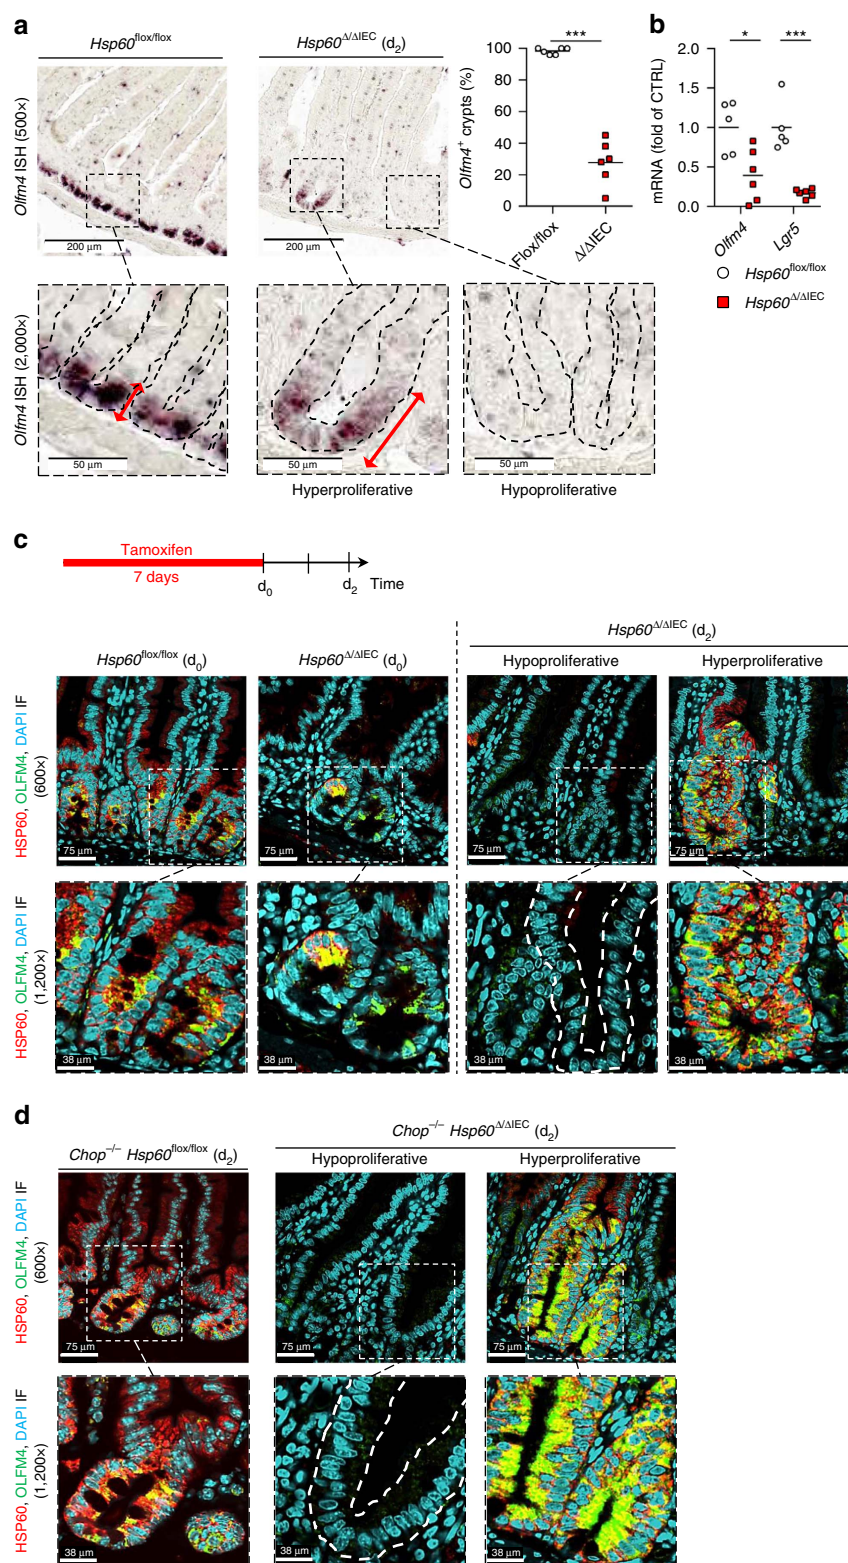 a
Hsp60flox/flox
Hsp60Δ/ΔIEC (d2)
Olfm4 ISH (500×)
200 μm
200 μm
Olfm4+ crypts (%)
100
80
60
40
20
0
***
Flox/flox
Δ/ΔIEC
b
mRNA (fold of CTRL)
2.0
1.5
1.0
0.5
0.0
*
***
Olfm4
Lgr5
Hsp60flox/flox
Hsp60Δ/ΔIEC
Olfm4 ISH (2,000×)
50 μm
50 μm
50 μm
Hyperproliferative
Hypoproliferative
c
Tamoxifen
7 days
d0
d2
Time
Hsp60Δ/ΔIEC (d2)
Hsp60flox/flox (d0)
Hsp60Δ/ΔIEC (d0)
Hypoproliferative
Hyperproliferative
HSP60, OLFM4, DAPI IF
(600×)
75 μm
75 μm
75 μm
75 μm
HSP60, OLFM4, DAPI IF
(1,200×)
38 μm
38 μm
38 μm
38 μm
d
Chop−/− Hsp60Δ/ΔIEC (d2)
Chop−/− Hsp60flox/flox (d2)
Hypoproliferative
Hyperproliferative
HSP60, OLFM4, DAPI IF
(600×)
75 μm
75 μm
75 μm
HSP60, OLFM4, DAPI IF
(1,200×)
38 μm
38 μm
38 μm